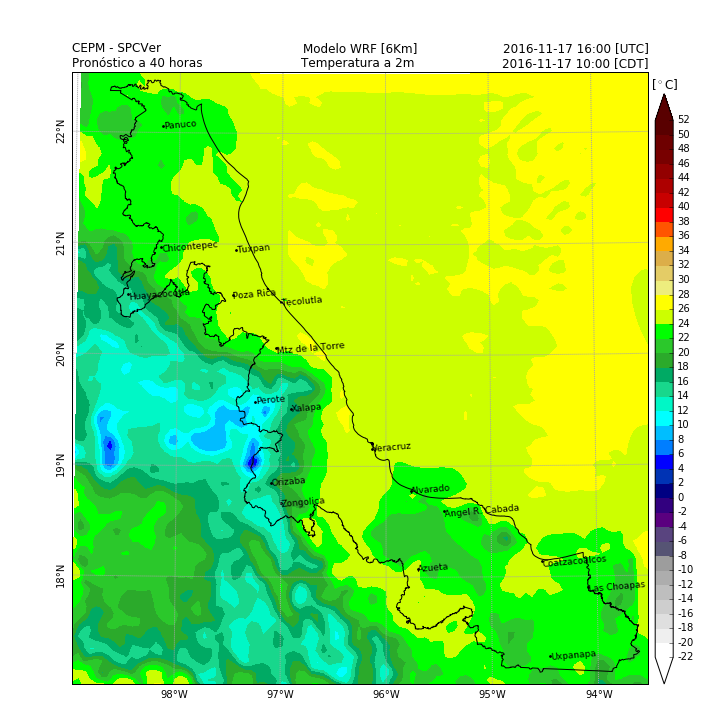 CEPM - SPCVer Modelo WRF [6Km] 2016-11-17 16:00 [UTC]
Pronóstico a 40 horas Temperatura a 2m 2016-11-17 10:00 [CDT]
[°C]
52
50
48
46
44
42
40
38
36
34
32
30
28
26
24
22
20
18
16
14
12
10
8
6
4
2
0
-2
-4
-6
-8
-10
-12
-14
-16
-18
-20
-22
22°N
21°N
20°N
19°N
18°N
Panuco
Chicontepec
Tuxpan
Huayacocotla
Poza Rica
Tecolutla
Mtz de la Torre
Perote
Xalapa
Veracruz
Orizaba
Alvarado
Zongolica
Angel R. Cabada
Azueta
Coatzacoalcos
Las Choapas
Uxpanapa
98°W 97°W 96°W 95°W 94°W